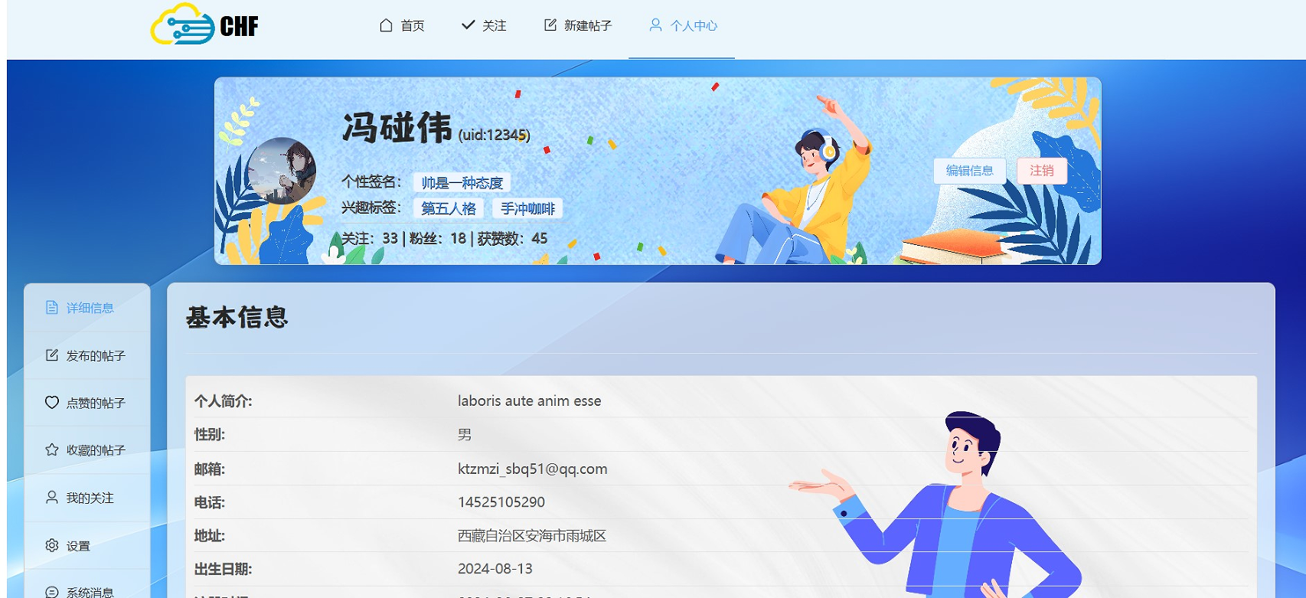 CHF
首页 关注 新建帖子 个人中心
冯碰伟 (uid:12345)
个性签名： 帅是一种态度
编辑信息 注销
兴趣标签： 第五人格 手冲咖啡
关注：33 | 粉丝：18 | 获赞数：45
详细信息
发布的帖子
点赞的帖子
收藏的帖子
我的关注
设置
系统消息
基本信息
个人简介: laboris aute anim esse
性别: 男
邮箱: ktzmzi_sbq51@qq.com
电话: 14525105290
地址: 西藏自治区安海市雨城区
出生日期: 2024-08-13